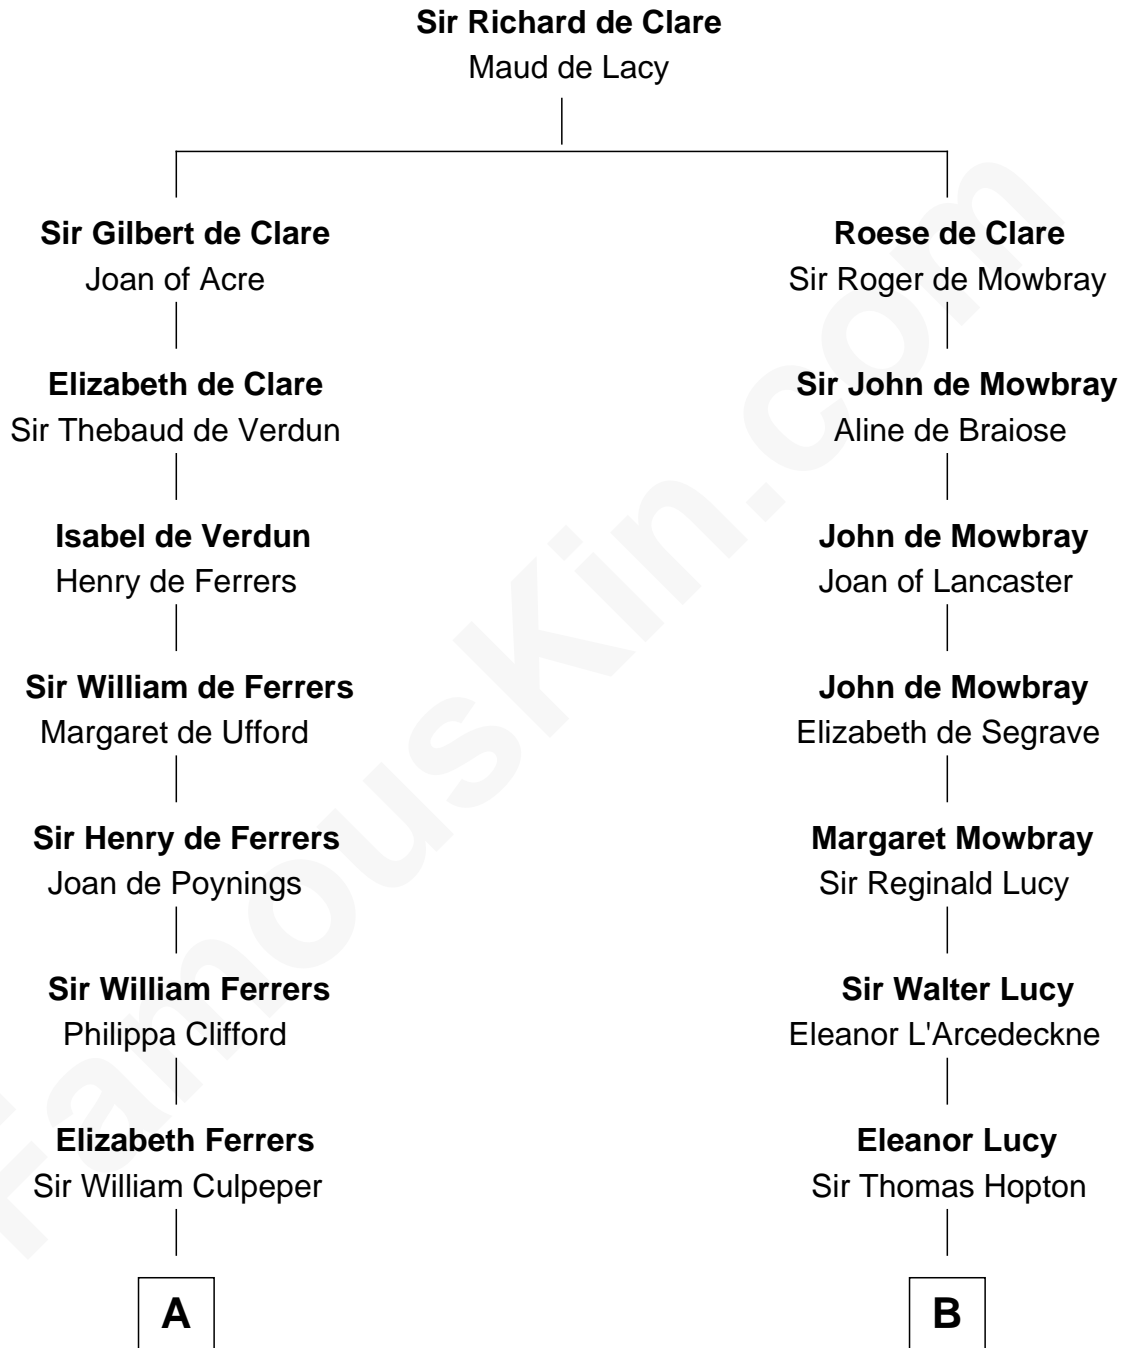 Sir Richard de Clare
Maud de Lacy
Sir Gilbert de Clare
Joan of Acre
Roese de Clare
Sir Roger de Mowbray
Elizabeth de Clare
Sir Thebaud de Verdun
Sir John de Mowbray
Aline de Braiose
Isabel de Verdun
Henry de Ferrers
John de Mowbray
Joan of Lancaster
Sir William de Ferrers
Margaret de Ufford
John de Mowbray
Elizabeth de Segrave
Sir Henry de Ferrers
Joan de Poynings
Margaret Mowbray
Sir Reginald Lucy
Sir William Ferrers
Philippa Clifford
Sir Walter Lucy
Eleanor L'Arcedeckne
Elizabeth Ferrers
Sir William Culpeper
Eleanor Lucy
Sir Thomas Hopton
A
B
FamousKin.com